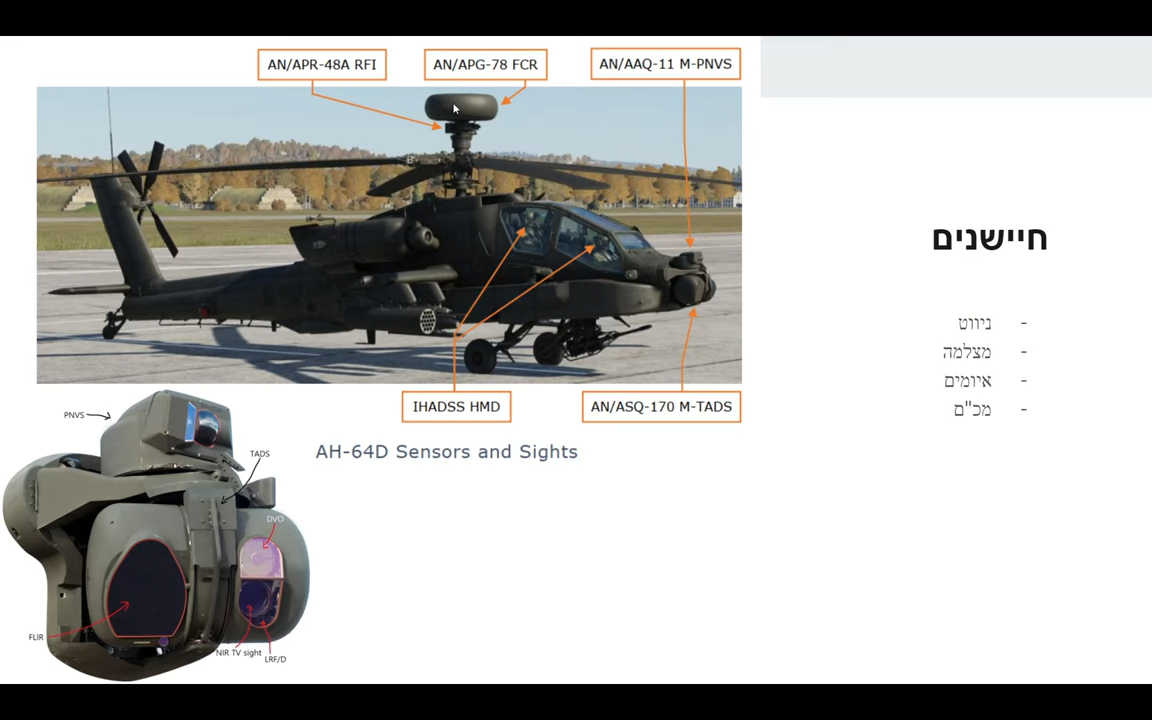 AN/APR-48A RFI
AN/APG-78 FCR
AN/AAQ-11 M-PNVS
IHADSS HMD
AN/ASQ-170 M-TADS
AH-64D Sensors and Sights
PNVS
TADS
DVO
FLIR
NIR TV sight
LRF/D
חיישנים
- ניווט
- מצלמה
- איומים
- מכ"ם